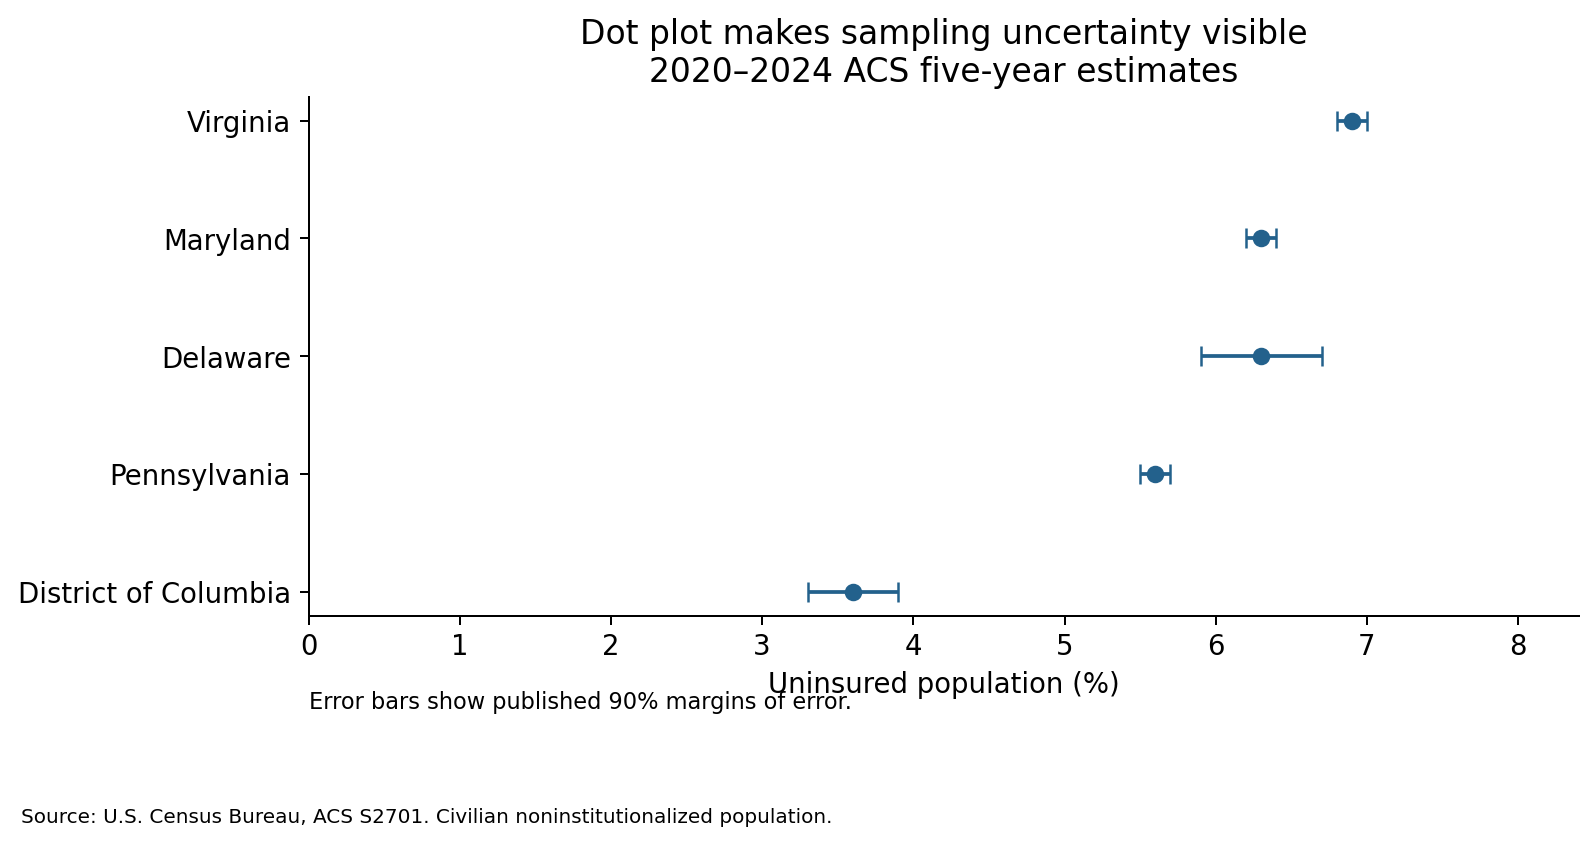 Dot plot makes sampling uncertainty visible
2020–2024 ACS five-year estimates
Virginia
Maryland
Delaware
Pennsylvania
District of Columbia
0 1 2 3 4 5 6 7 8
Uninsured population (%)
Error bars show published 90% margins of error.
Source: U.S. Census Bureau, ACS S2701. Civilian noninstitutionalized population.